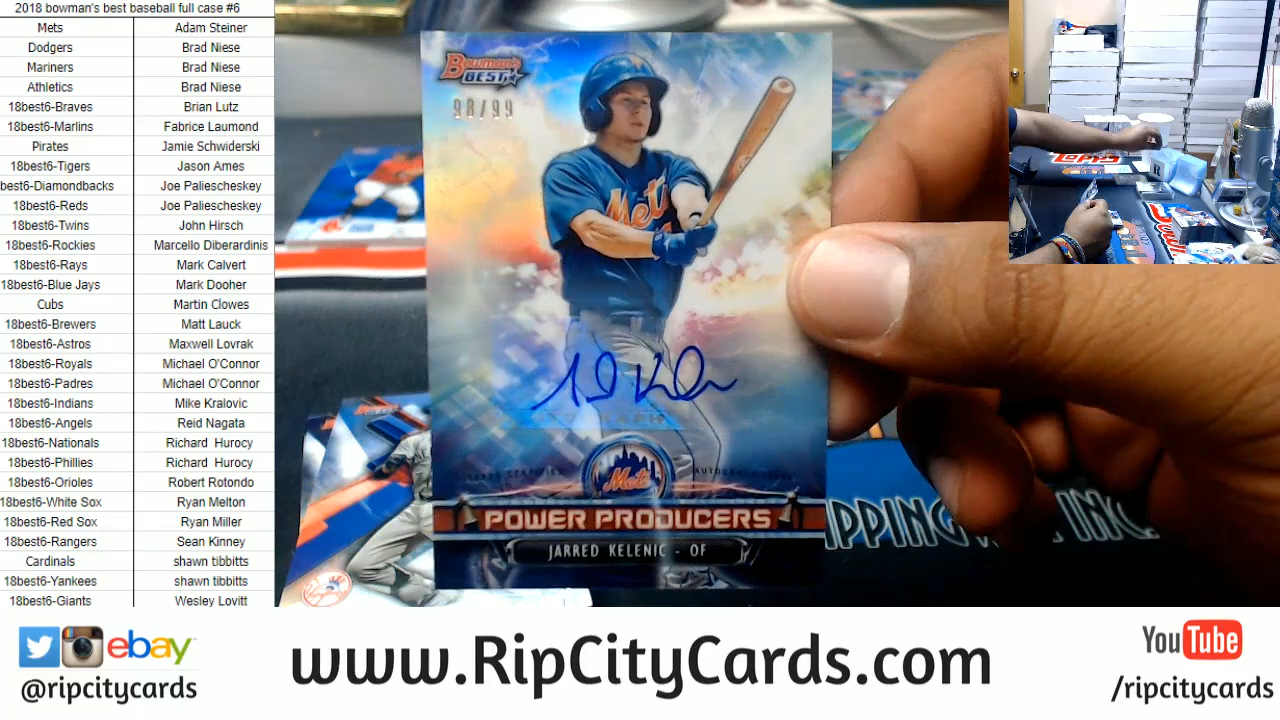 2018 bowman's best baseball full case #6
Mets Adam Steiner
Dodgers Brad Niese
Mariners Brad Niese
Athletics Brad Niese
18best6-Braves Brian Lutz
18best6-Marlins Fabrice Laumond
Pirates Jamie Schwiderski
18best6-Tigers Jason Ames
best6-Diamondbacks Joe Paliescheskey
18best6-Reds Joe Paliescheskey
18best6-Twins John Hirsch
18best6-Rockies Marcello Diberardinis
18best6-Rays Mark Calvert
18best6-Blue Jays Mark Dooher
Cubs Martin Clowes
18best6-Brewers Matt Lauck
18best6-Astros Maxwell Lovrak
18best6-Royals Michael O'Connor
18best6-Padres Michael O'Connor
18best6-Indians Mike Kralovic
18best6-Angels Reid Nagata
18best6-Nationals Richard Hurocy
18best6-Phillies Richard Hurocy
18best6-Orioles Robert Rotondo
18best6-White Sox Ryan Melton
18best6-Red Sox Ryan Miller
18best6-Rangers Sean Kinney
Cardinals shawn tibbitts
18best6-Yankees shawn tibbitts
18best6-Giants Wesley Lovitt
Bowman's
BEST
98/99
Mets
Mets
POWER PRODUCERS
JARRED KELENIC - OF
INC
ebay
@ripcitycards
www.RipCityCards.com
YouTube
/ripcitycards